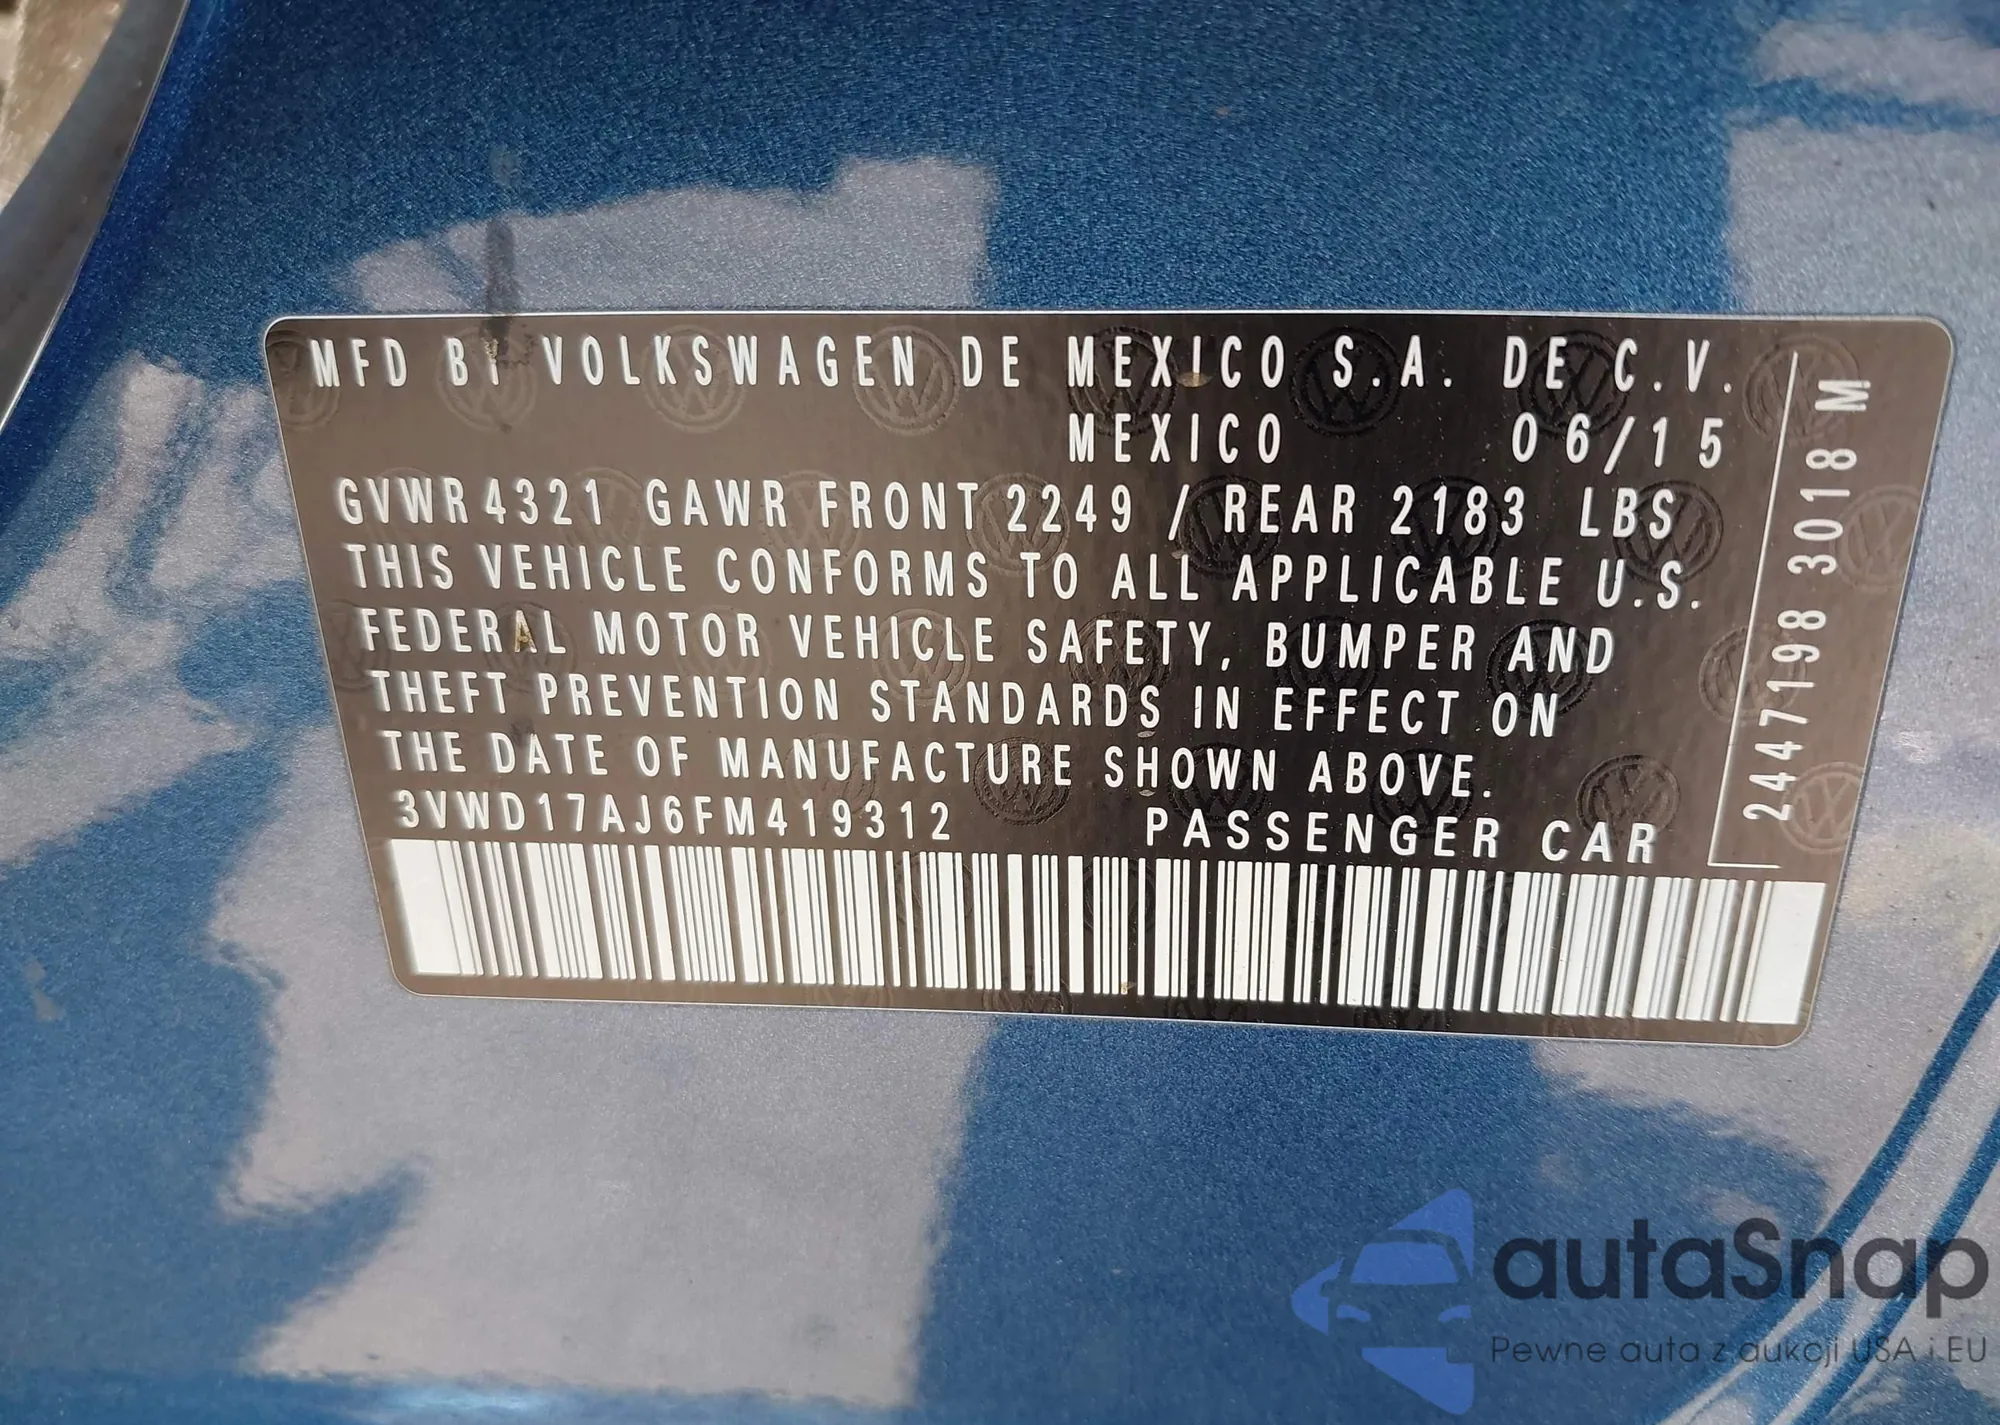 MFD BY VOLKSWAGEN DE MEXICO S.A. DE C.V.
MEXICO 06/15
GVWR 4321 GAWR FRONT 2249 / REAR 2183 LBS
THIS VEHICLE CONFORMS TO ALL APPLICABLE U.S.
FEDERAL MOTOR VEHICLE SAFETY, BUMPER AND
THEFT PREVENTION STANDARDS IN EFFECT ON
THE DATE OF MANUFACTURE SHOWN ABOVE.
3VWD17AJ6FM419312 PASSENGER CAR
2447198 3018 M
autaSnap
Pewne auta z aukcji USA i EU